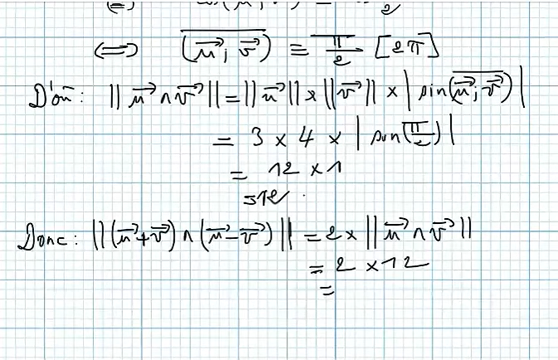 (⟺) (u⃗ ; v⃗) ≡ π/2 [2π]
D'où : ||u⃗ ∧ v⃗|| = ||u⃗|| × ||v⃗|| × |sin(u⃗ ; v⃗)|
= 3 × 4 × |sin(π/2)|
= 12 × 1
= 12.
Donc : ||(u⃗+v⃗) ∧ (u⃗−v⃗)|| = 2 × ||u⃗ ∧ v⃗||
= 2 × 12
=